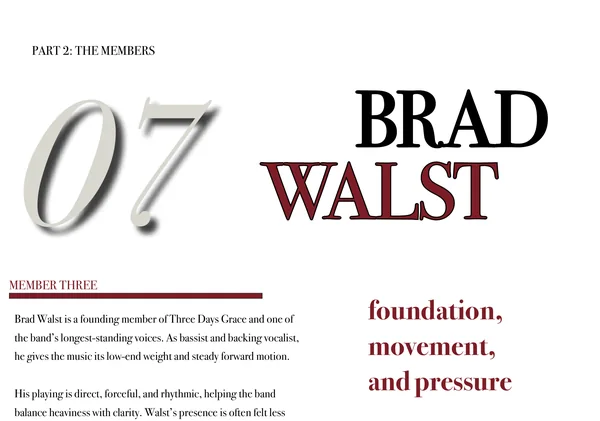 PART 2: THE MEMBERS
07
BRAD
WALST
MEMBER THREE
Brad Walst is a founding member of Three Days Grace and one of
the band’s longest-standing voices. As bassist and backing vocalist,
he gives the music its low-end weight and steady forward motion.
His playing is direct, forceful, and rhythmic, helping the band
balance heaviness with clarity. Walst’s presence is often felt less
foundation,
movement,
and pressure